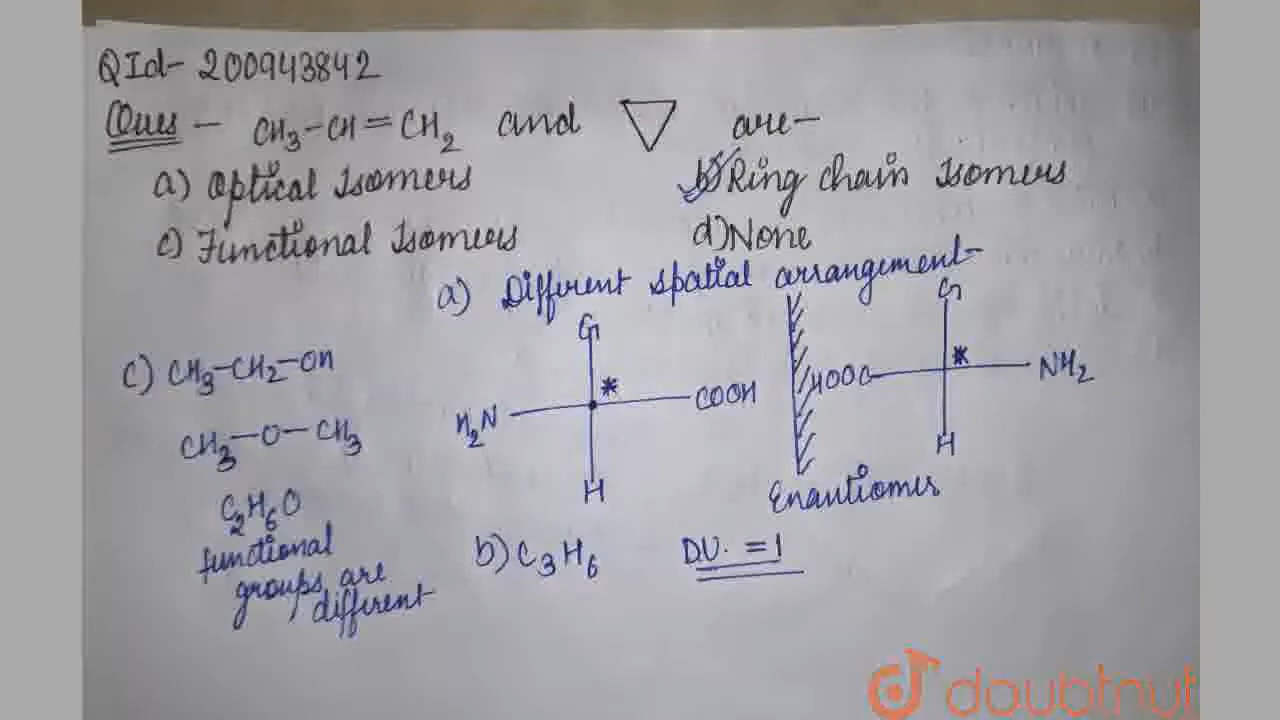 QId- 200943842
Ques - CH3-CH=CH2 and are-
a) Optical Isomers b) Ring chain Isomers
c) Functional Isomers d) None
a) Different spatial arrangement-
G G
c) CH3-CH2-OH
* *
H2N COOH HOOC NH2
CH3-O-CH3
H H
C2H6O Enantiomer
functional b) C3H6 D.U. = 1
groups are
different
doubtnut